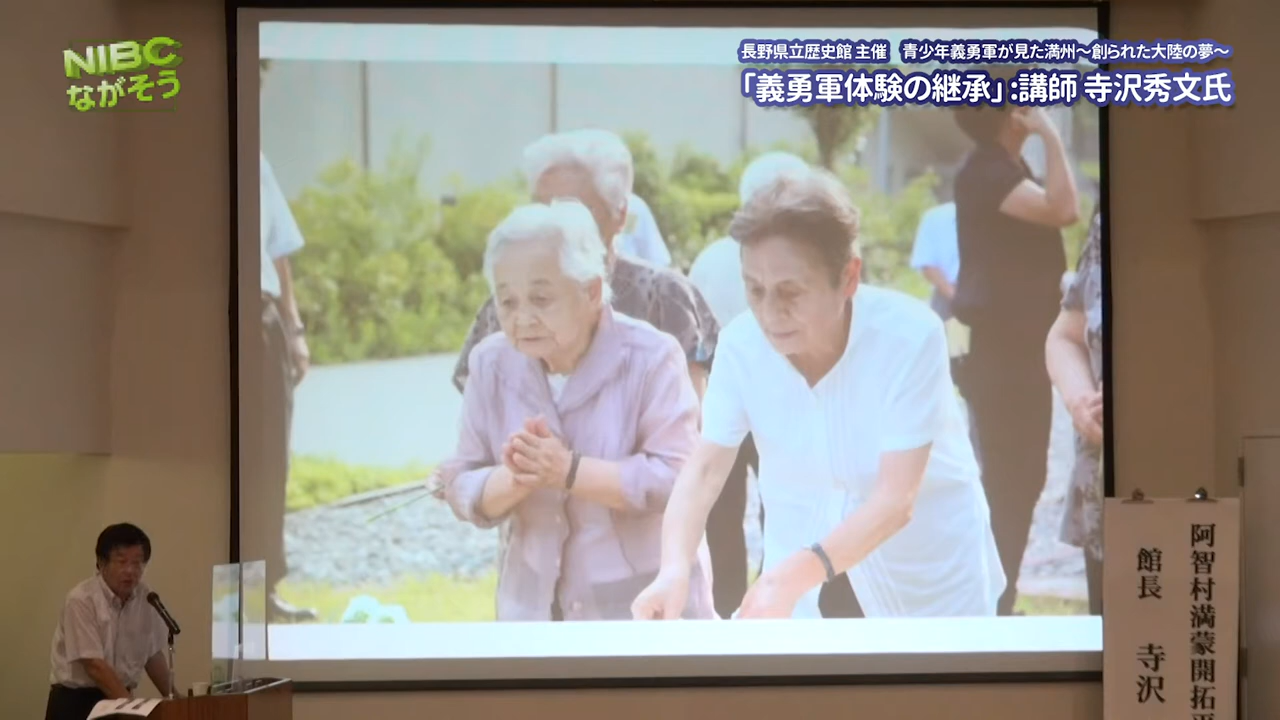 NIBC
ながそう
長野県立歴史館 主催　青少年義勇軍が見た満州〜創られた大陸の夢〜
「義勇軍体験の継承」:講師 寺沢秀文氏
阿智村満蒙開拓平
館長 寺沢